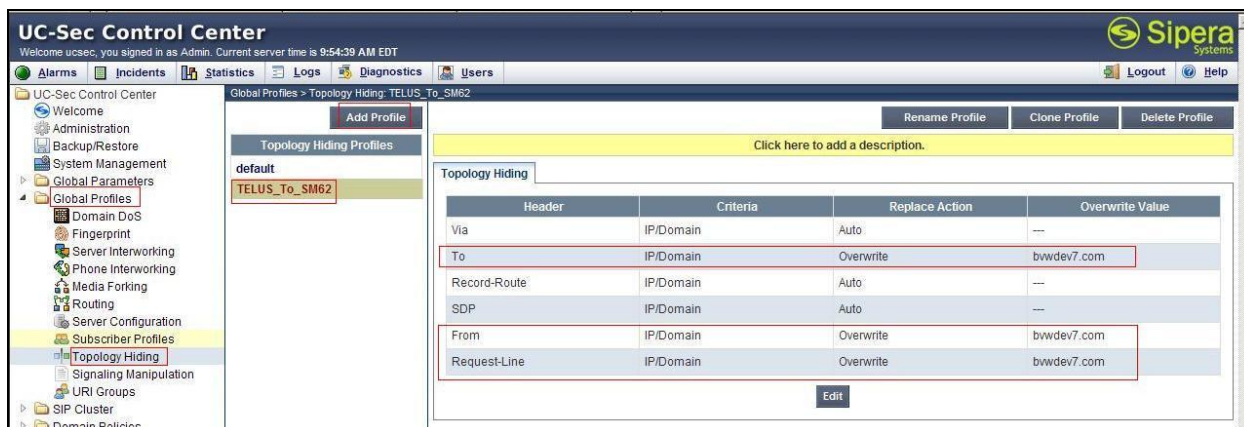 UC-Sec Control Center
Welcome ucsec, you signed in as Admin. Current server time is 9:54:39 AM EDT
Sipera
Systems
Alarms Incidents Statistics Logs Diagnostics Users Logout Help
UC-Sec Control Center
Welcome
Administration
Backup/Restore
System Management
Global Parameters
Global Profiles
Domain DoS
Fingerprint
Server Interworking
Phone Interworking
Media Forking
Routing
Server Configuration
Subscriber Profiles
Topology Hiding
Signaling Manipulation
URI Groups
SIP Cluster
Domain Policies
Global Profiles > Topology Hiding: TELUS_To_SM62
Add Profile
Topology Hiding Profiles
default
TELUS_To_SM62
Rename Profile Clone Profile Delete Profile
Click here to add a description.
Topology Hiding
Header Criteria Replace Action Overwrite Value
Via IP/Domain Auto ---
To IP/Domain Overwrite bvwdev7.com
Record-Route IP/Domain Auto ---
SDP IP/Domain Auto ---
From IP/Domain Overwrite bvwdev7.com
Request-Line IP/Domain Overwrite bvwdev7.com
Edit